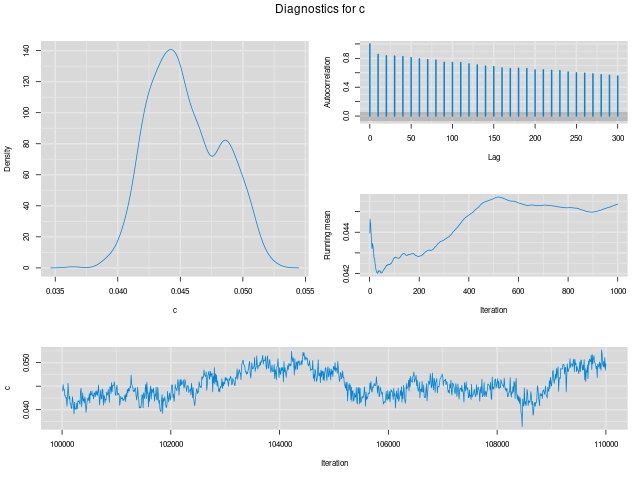 Diagnostics for c
Density
0 20 40 60 80 100 120 140
0.035 0.040 0.045 0.050 0.055
c
Autocorrelation
0.0 0.4 0.8
0 50 100 150 200 250 300
Lag
Running mean
0.042 0.044
0 200 400 600 800 1000
Iteration
c
0.040 0.050
100000 102000 104000 106000 108000 110000
Iteration